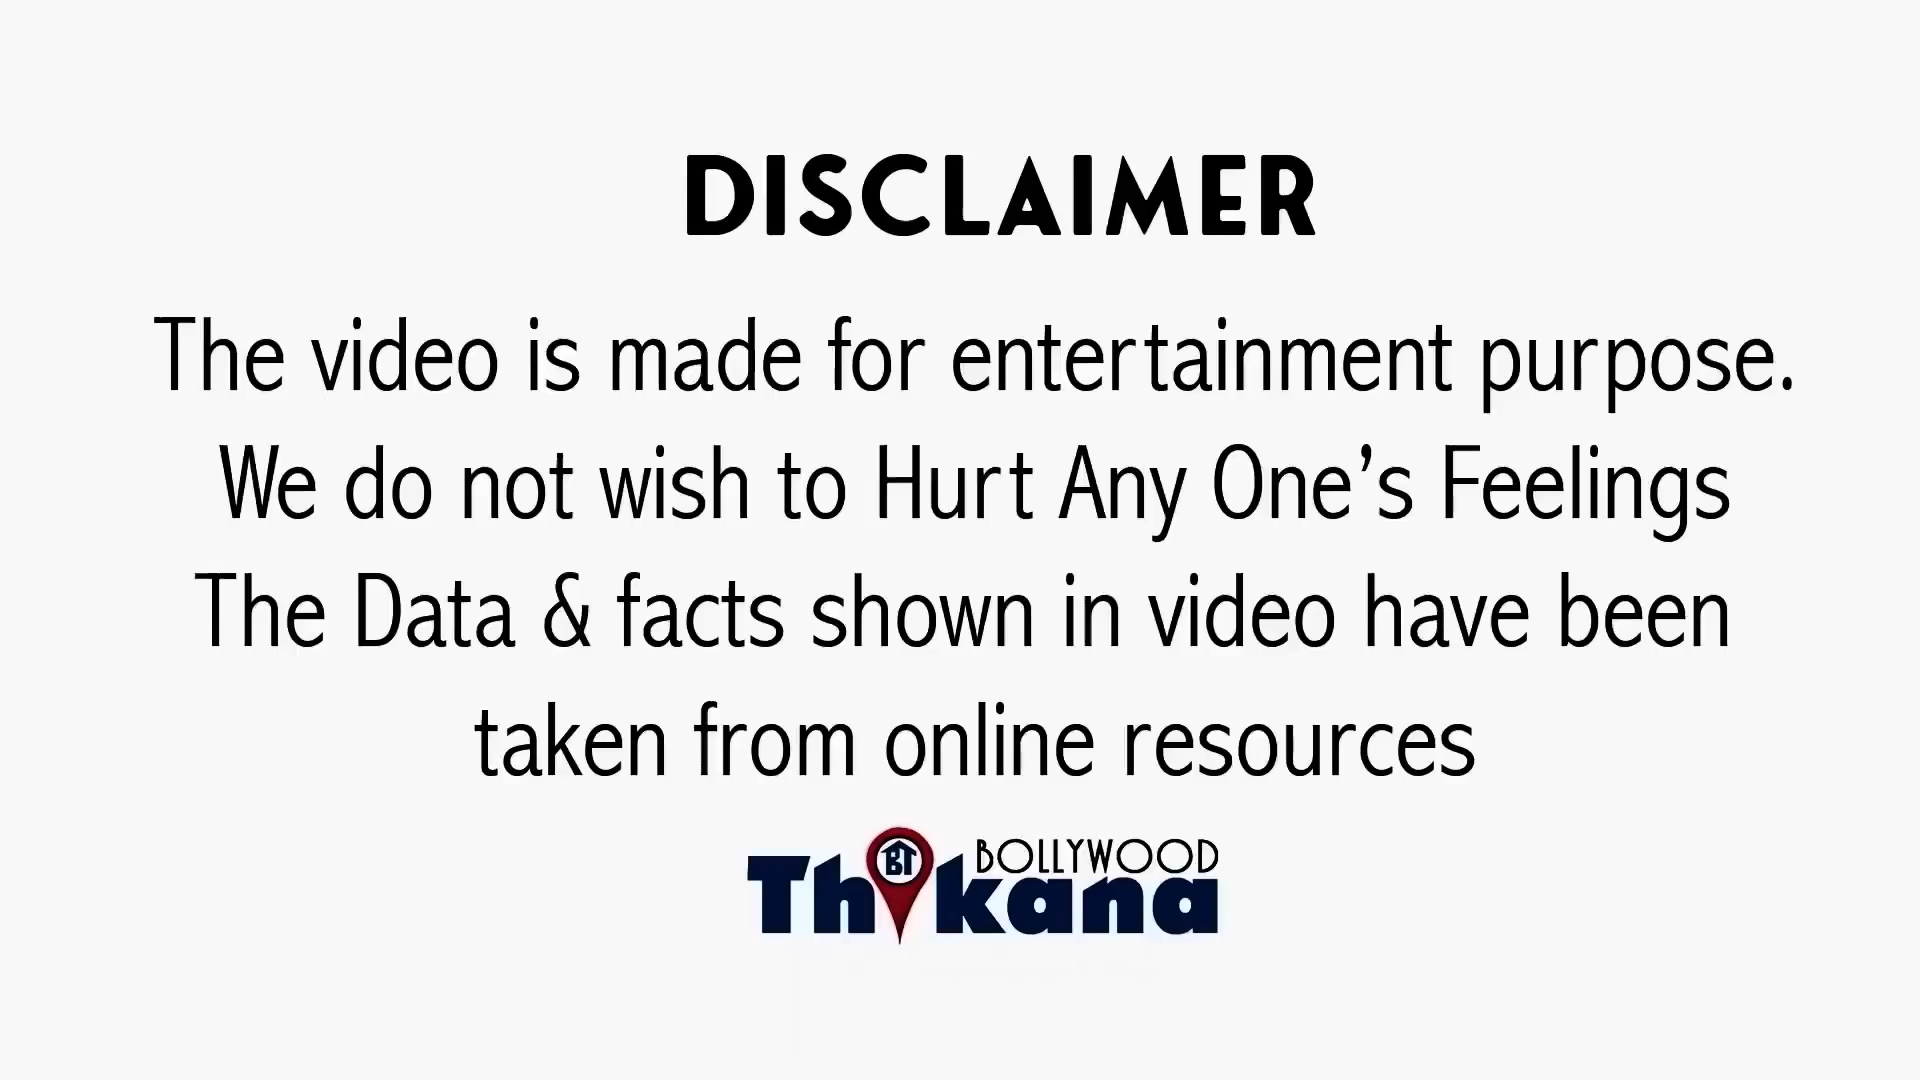 DISCLAIMER
The video is made for entertainment purpose.
We do not wish to Hurt Any One’s Feelings
The Data & facts shown in video have been
taken from online resources
BOLLYWOOD
BT
Thikana